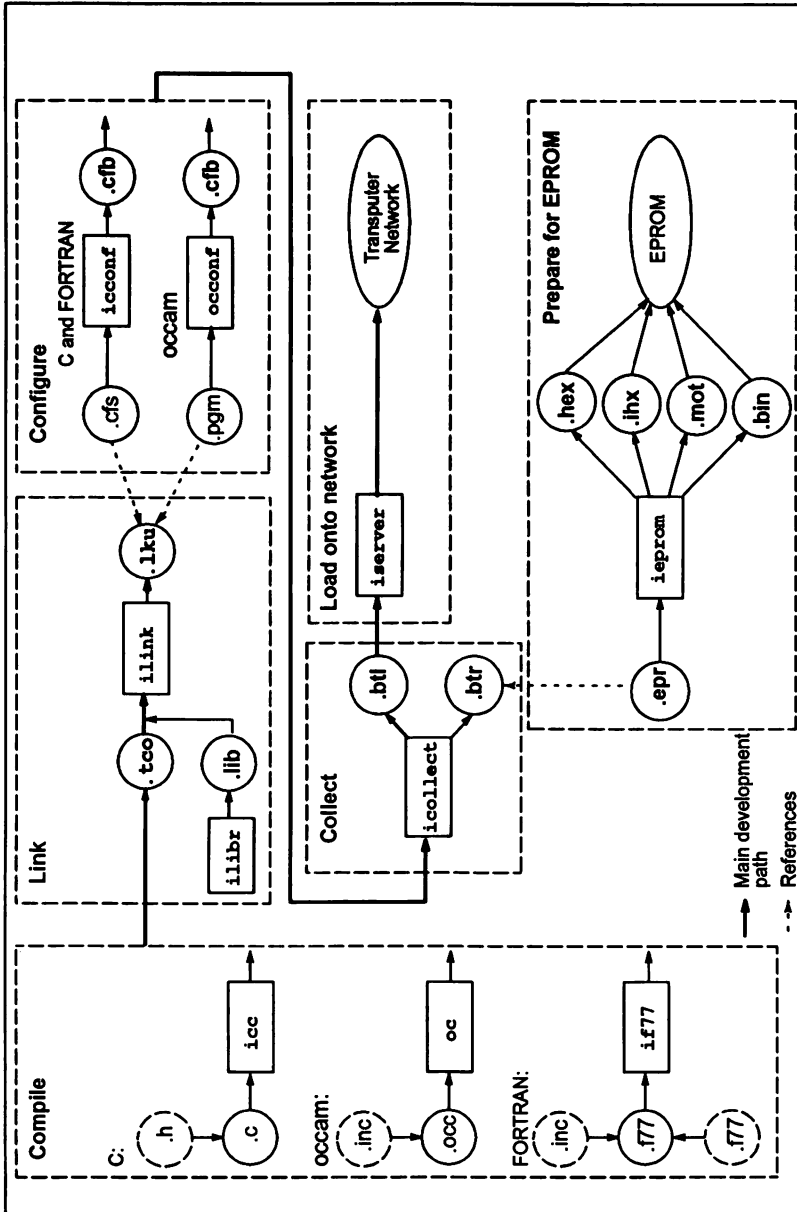 Compile
C:
.h
.c
icc
occam:
.inc
.occ
oc
FORTRAN:
.inc
.f77
.f77
if77
Link
.tco
ilink
.lku
ilibr
.lib
Configure
C and FORTRAN
.cfs
icconf
.cfb
occam
.pgm
occonf
.cfb
Collect
icollect
.btl
.btr
Load onto network
iserver
Transputer
Network
Prepare for EPROM
.epr
ieprom
.hex
.ihx
.mot
.bin
EPROM
Main development
path
References